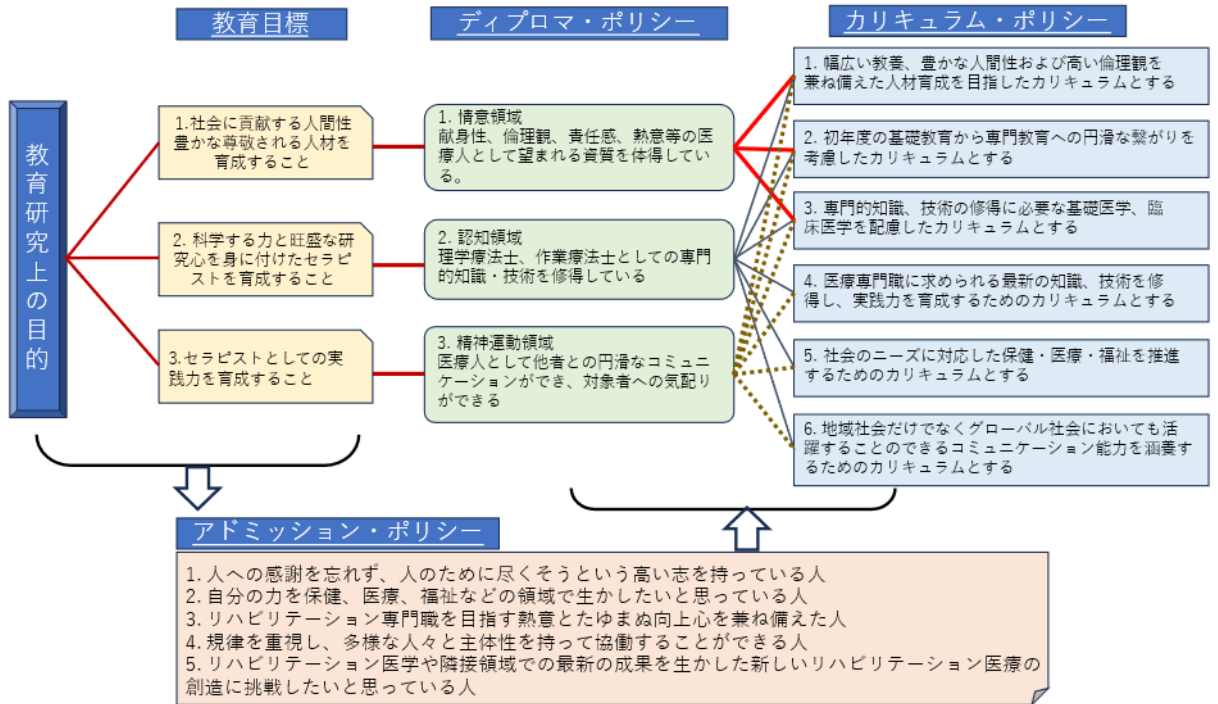 教育目標
ディプロマ・ポリシー
カリキュラム・ポリシー
教育研究上の目的
1.社会に貢献する人間性
豊かな尊敬される人材を
育成すること
2. 科学する力と旺盛な研
究心を身に付けたセラピ
ストを育成すること
3.セラピストとしての実
践力を育成すること
1. 情意領域
献身性、倫理観、責任感、熱意等の医
療人として望まれる資質を体得してい
る。
2. 認知領域
理学療法士、作業療法士としての専門
的知識・技術を修得している
3. 精神運動領域
医療人として他者との円滑なコミュニ
ケーションができ、対象者への気配り
ができる
1. 幅広い教養、豊かな人間性および高い倫理観を
兼ね備えた人材育成を目指したカリキュラムとする
2. 初年度の基礎教育から専門教育への円滑な繋がりを
考慮したカリキュラムとする
3. 専門的知識、技術の修得に必要な基礎医学、臨
床医学を配慮したカリキュラムとする
4. 医療専門職に求められる最新の知識、技術を修
得し、実践力を育成するためのカリキュラムとする
5. 社会のニーズに対応した保健・医療・福祉を推進
するためのカリキュラムとする
6. 地域社会だけでなくグローバル社会においても活
躍することのできるコミュニケーション能力を涵養す
るためのカリキュラムとする
アドミッション・ポリシー
1. 人への感謝を忘れず、人のために尽くそうという高い志を持っている人
2. 自分の力を保健、医療、福祉などの領域で生かしたいと思っている人
3. リハビリテーション専門職を目指す熱意とたゆまぬ向上心を兼ね備えた人
4. 規律を重視し、多様な人々と主体性を持って協働することができる人
5. リハビリテーション医学や隣接領域での最新の成果を生かした新しいリハビリテーション医療の
創造に挑戦したいと思っている人